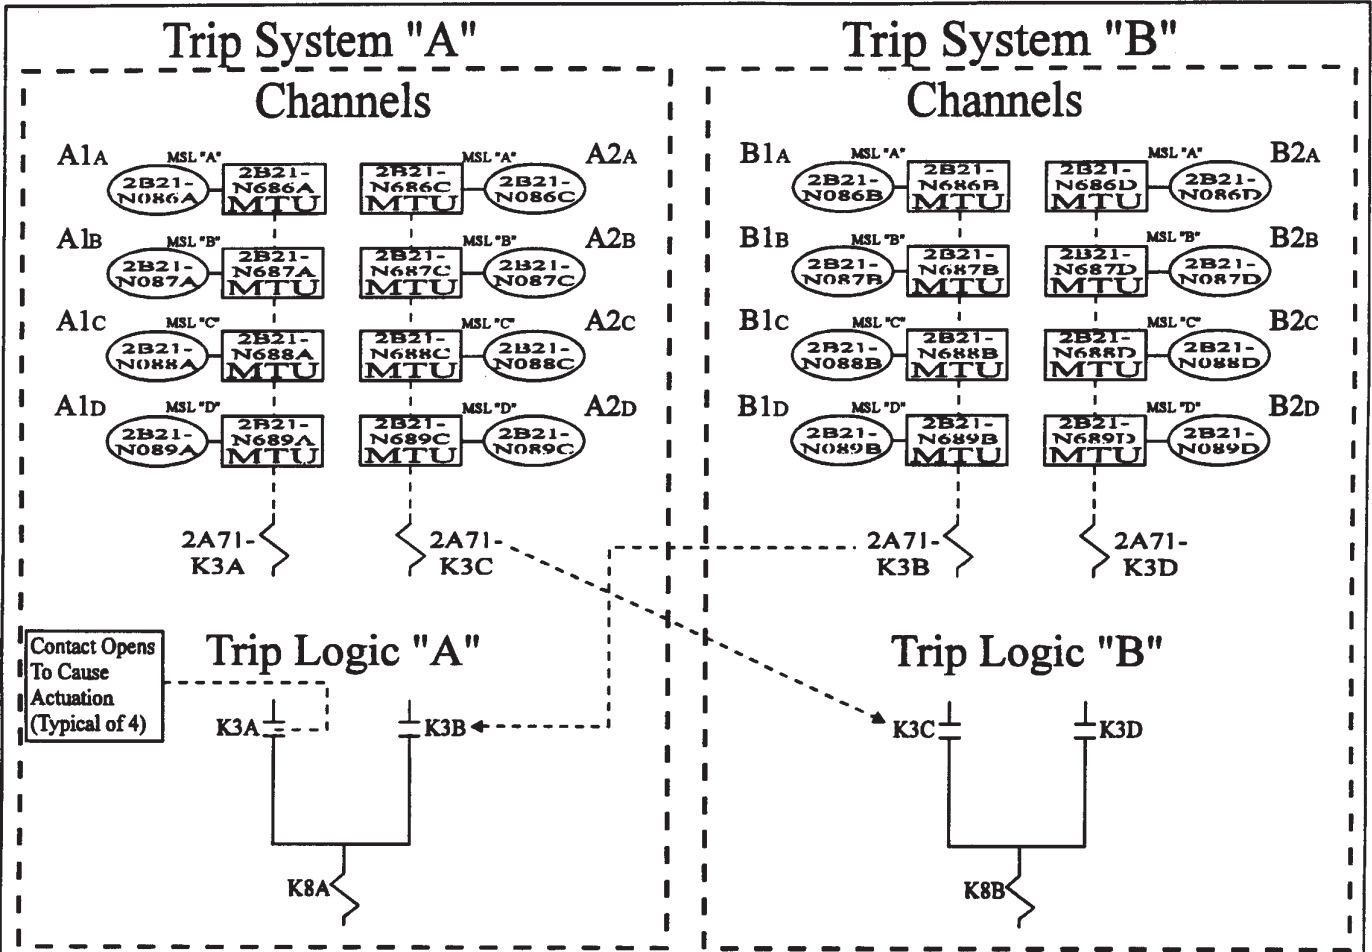 Trip System "A"
Trip System "B"
Channels
A1A
MSL "A"
2B21-
N086A
2B21-
N686A
MTU
2B21-
N686C
MTU
MSL "A"
2B21-
N086C
A2A
A1B
MSL "B"
2B21-
N087A
2B21-
N687A
MTU
2B21-
N687C
MTU
MSL "B"
2B21-
N087C
A2B
A1C
MSL "C"
2B21-
N088A
2B21-
N688A
MTU
2B21-
N688C
MTU
MSL "C"
2B21-
N088C
A2C
A1D
MSL "D"
2B21-
N089A
2B21-
N689A
MTU
2B21-
N689C
MTU
MSL "D"
2B21-
N089C
A2D
2A71-
K3A
2A71-
K3C
Contact Opens
To Cause
Actuation
(Typical of 4)
Trip Logic "A"
K3A
K3B
K8A
Channels
B1A
MSL "A"
2B21-
N086B
2B21-
N686B
MTU
2B21-
N686D
MTU
MSL "A"
2B21-
N086D
B2A
B1B
MSL "B"
2B21-
N087B
2B21-
N687B
MTU
2B21-
N687D
MTU
MSL "B"
2B21-
N087D
B2B
B1C
MSL "C"
2B21-
N088B
2B21-
N688B
MTU
2B21-
N688D
MTU
MSL "C"
2B21-
N088D
B2C
B1D
MSL "D"
2B21-
N089B
2B21-
N689B
MTU
2B21-
N689D
MTU
MSL "D"
2B21-
N089D
B2D
2A71-
K3B
2A71-
K3D
Trip Logic "B"
K3C
K3D
K8B